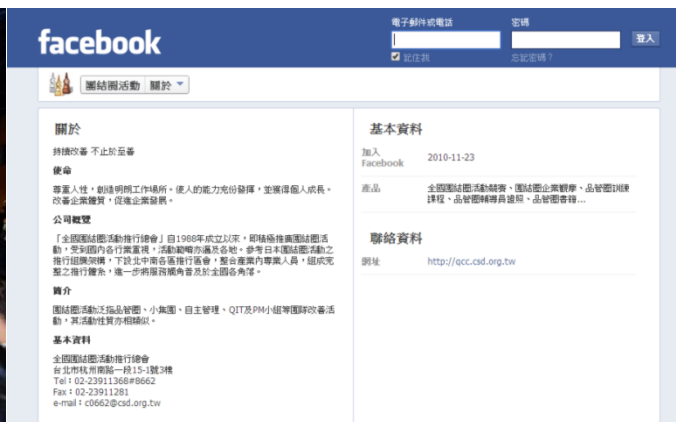 facebook
電子郵件或電話
密碼
登入
記住我
忘記密碼?
團結圈活動
關於
關於
持續改善 不止於至善
使命
尊重人性,創造明朗工作場所。使人的能力充份發揮,並獲得個人成長。
改善企業體質,促進企業發展。
公司概覽
「全國團結圈活動推行總會」自1988年成立以來,即積極推廣團結圈活
動,受到國內各行業重視,活動範疇亦遍及各地。參考日本團結圈活動之
推行組織架構,下設北中南各區推行區會,整合產業內專業人員,組成完
整之推行體系,進一步將服務觸角普及於全國各角落。
簡介
團結圈活動泛指品管圈、小集團、自主管理、QIT及PM小組等團隊改善活
動,其活動性質亦相類似。
基本資料
全國團結圈活動推行總會
台北市杭州南路一段15-1號3樓
Tel:02-23911368#8662
Fax:02-23911281
e-mail:c0662@csd.org.tw
基本資料
加入
Facebook
2010-11-23
產品
全國團結圈活動競賽、團結圈企業觀摩、品管圈訓練
課程、品管圈輔導員證照、品管圈書籍...
聯絡資料
網址
http://qcc.csd.org.tw